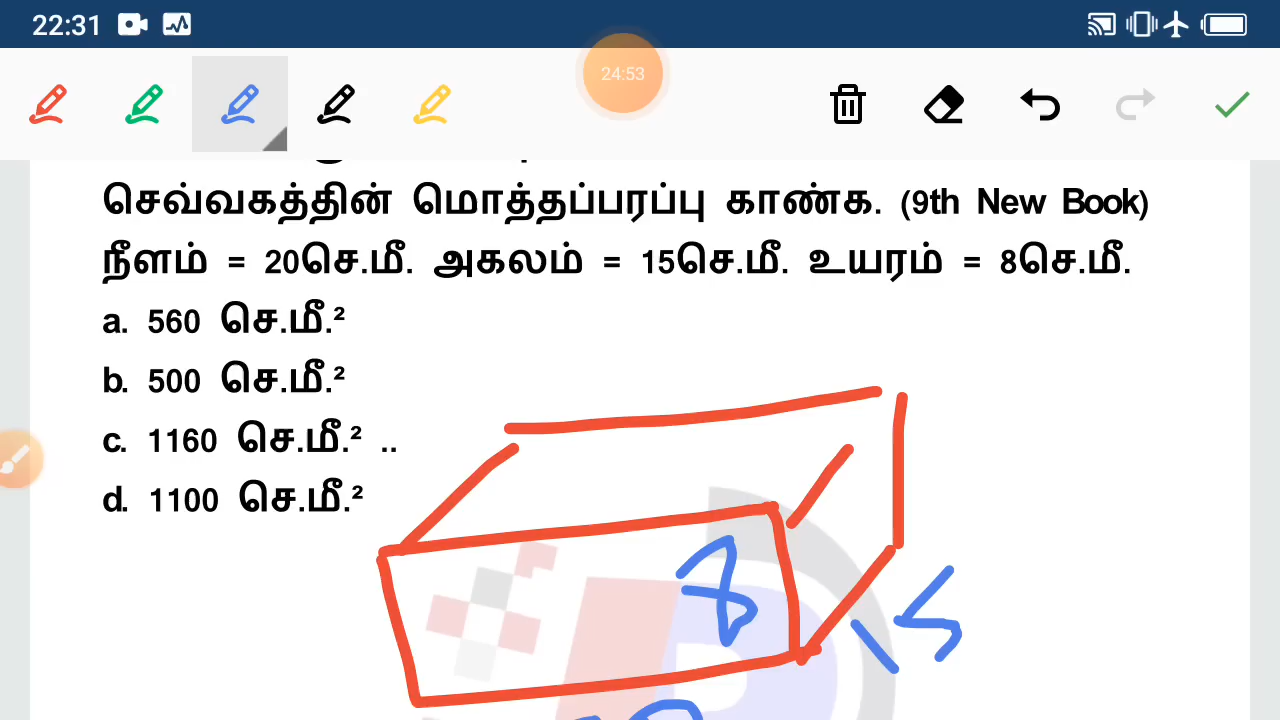 22:31
24:53
செவ்வகத்தின் மொத்தப்பரப்பு காண்க. (9th New Book)
நீளம் = 20செ.மீ. அகலம் = 15செ.மீ. உயரம் = 8செ.மீ.
a. 560 செ.மீ.²
b. 500 செ.மீ.²
c. 1160 செ.மீ.² ..
d. 1100 செ.மீ.²
8
15